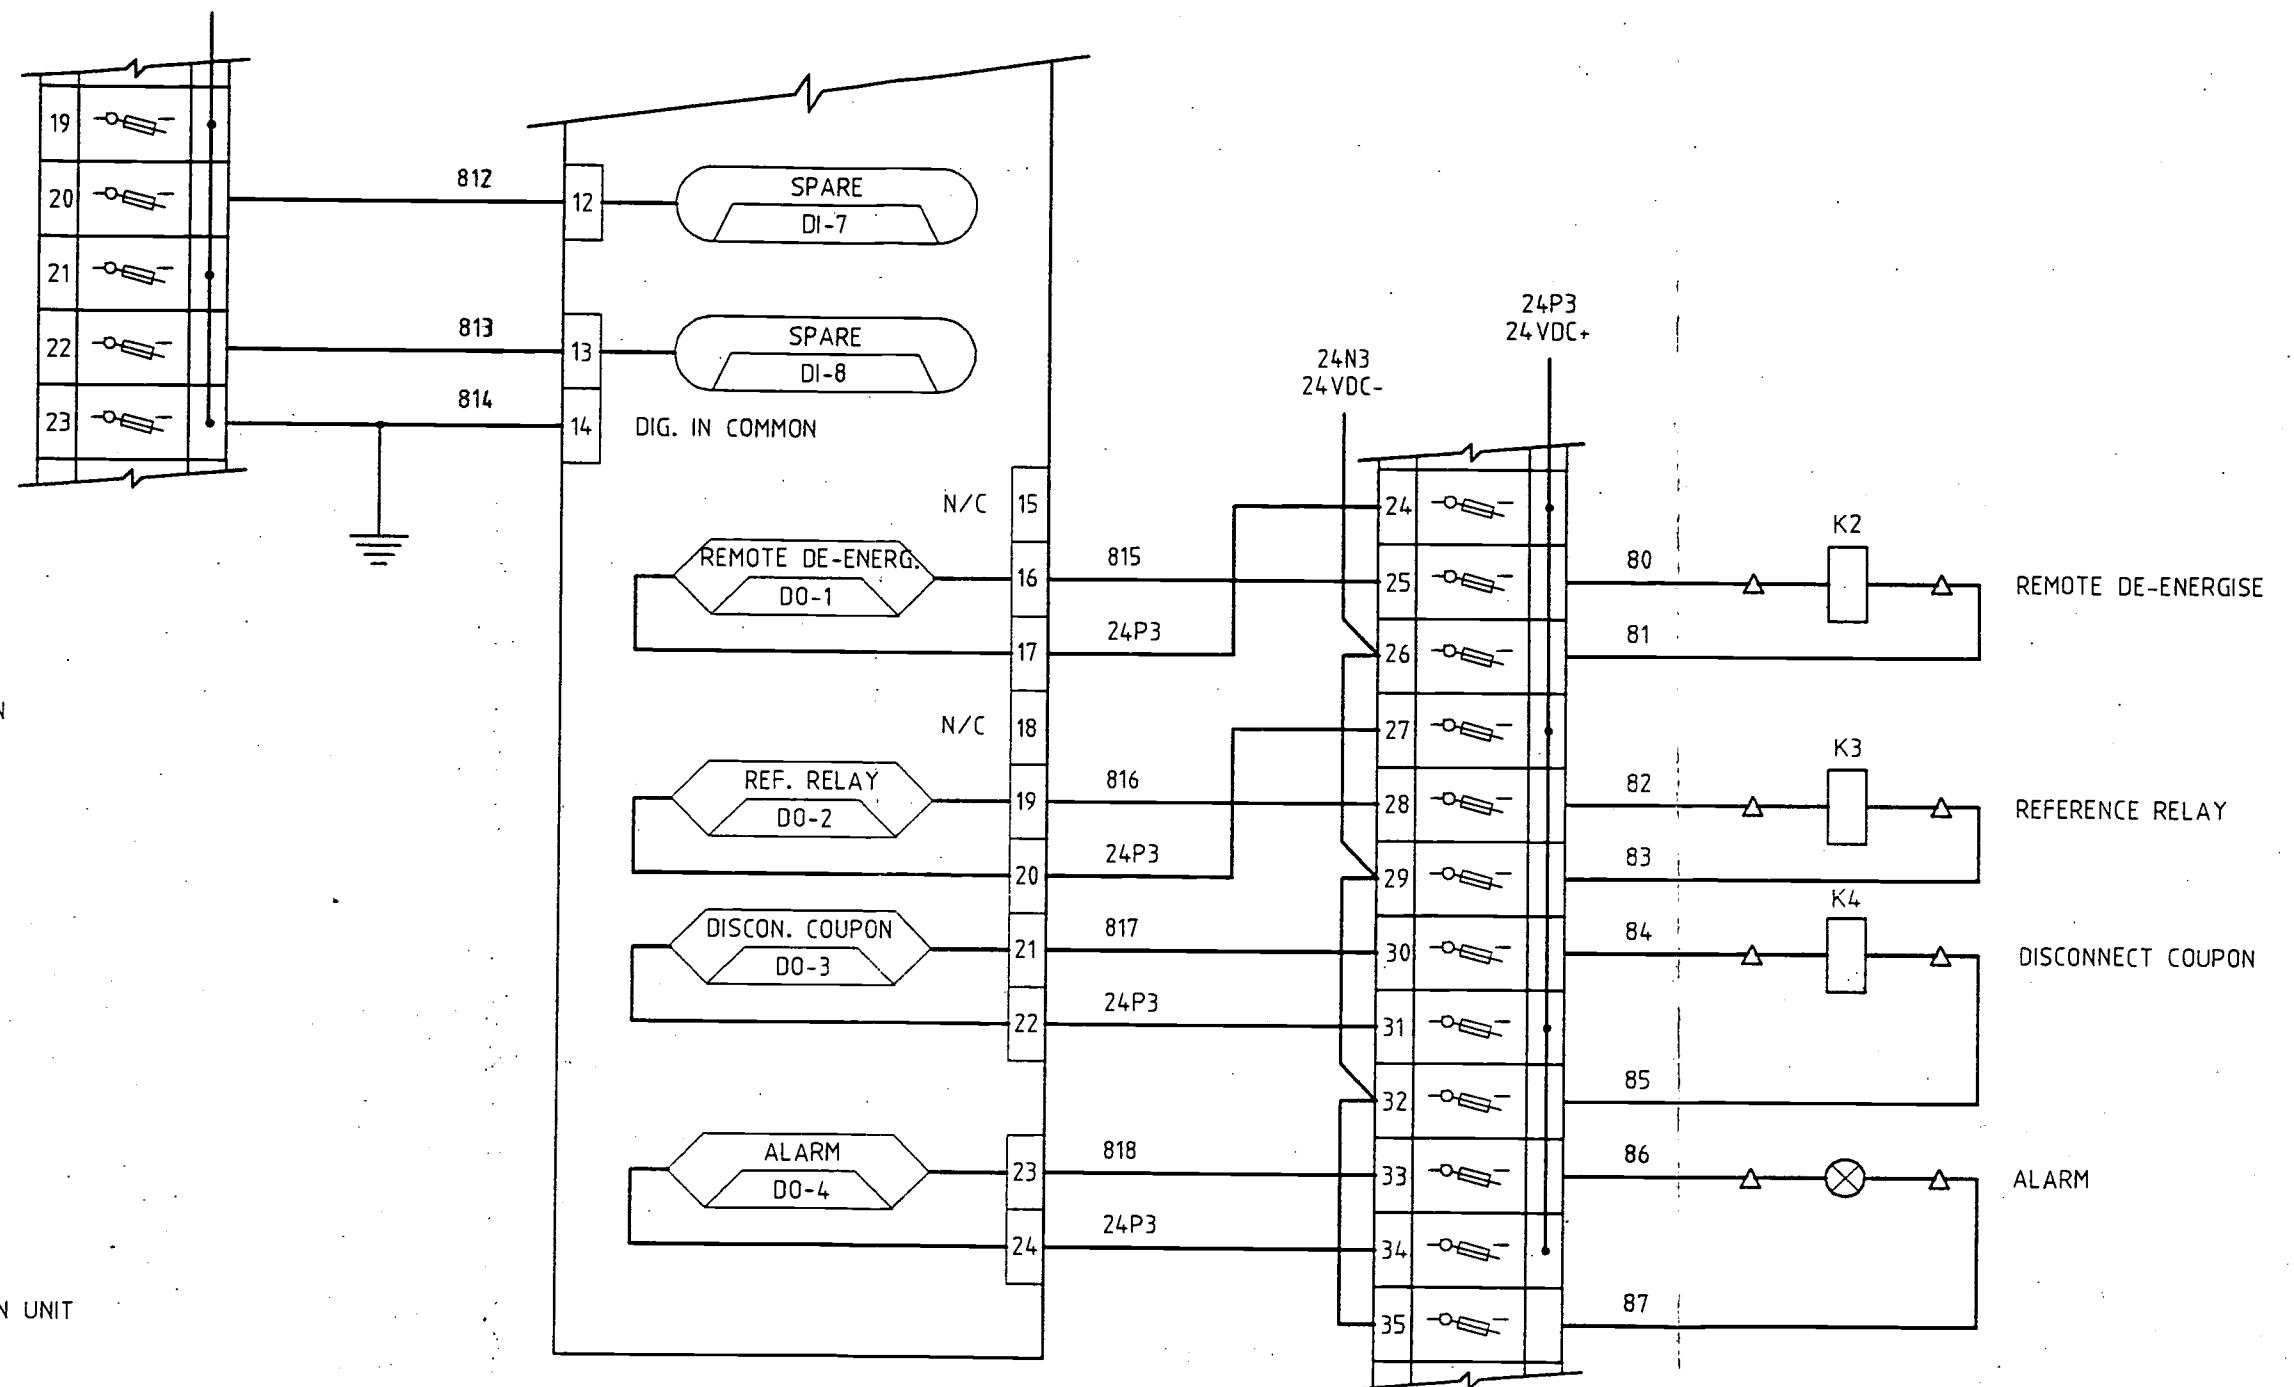 19
20
21
22
23
812
813
814
12
13
14
SPARE
DI-7
SPARE
DI-8
DIG. IN COMMON
N/C
15
REMOTE DE-ENERG.
DO-1
16
17
N/C
18
REF. RELAY
DO-2
19
20
DISCON. COUPON
DO-3
21
22
ALARM
DO-4
23
24
815
24P3
816
24P3
817
24P3
818
24P3
24N3
24VDC-
24P3
24VDC+
24
25
26
27
28
29
30
31
32
33
34
35
80
K2
REMOTE DE-ENERGISE
81
82
K3
REFERENCE RELAY
83
84
K4
DISCONNECT COUPON
85
86
ALARM
87
N
N UNIT